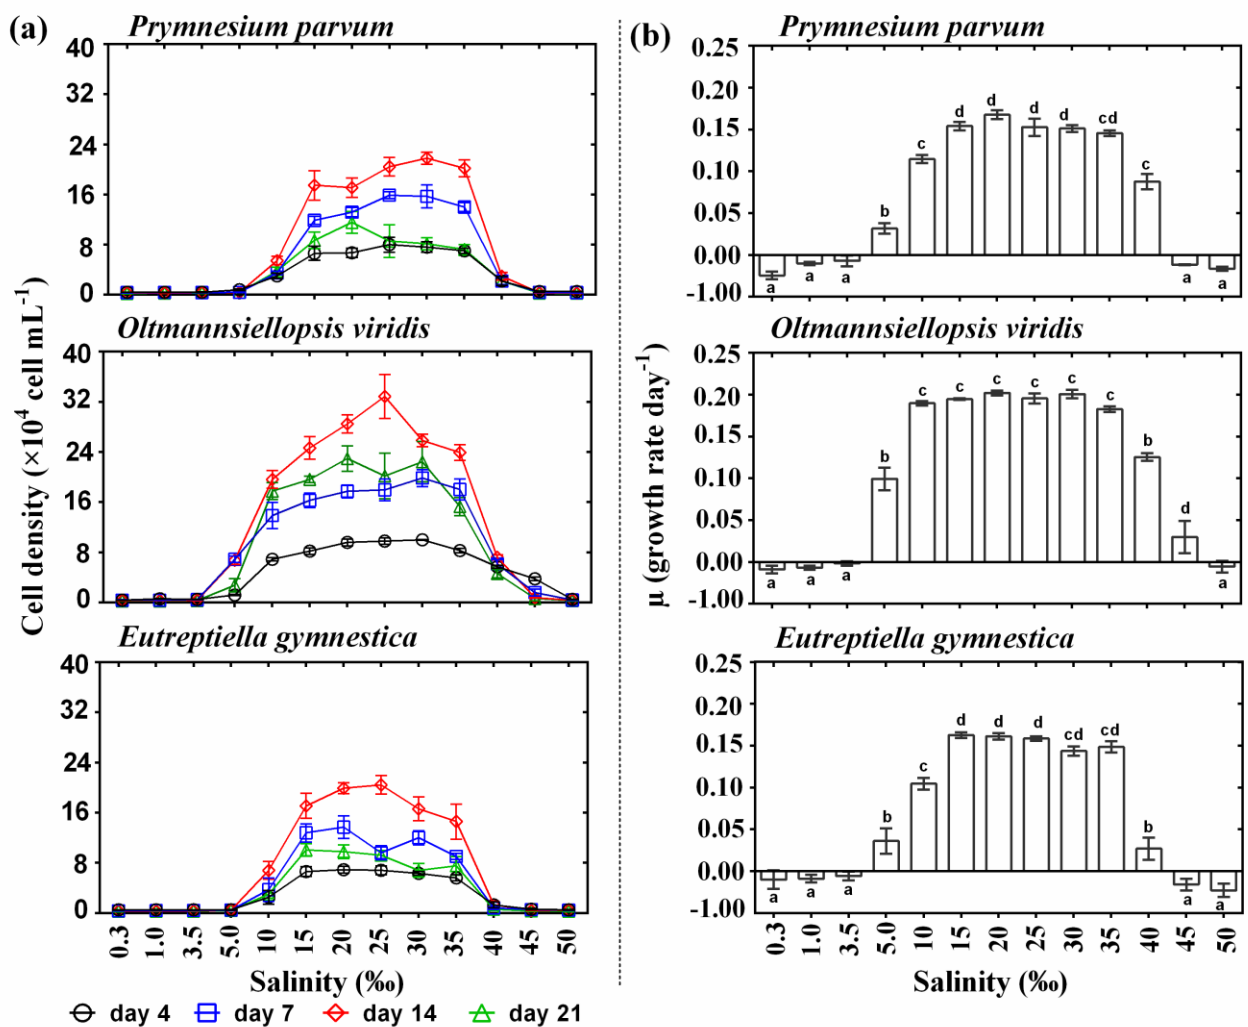 (a)
Prymnesium parvum
40
32
24
16
8
0
Oltmannsiellopsis viridis
40
32
24
16
8
0
Eutreptiella gymnestica
40
32
24
16
8
0
Cell density (×10⁴ cell mL⁻¹)
0.3 1.0 3.5 5.0 10 15 20 25 30 35 40 45 50
Salinity (‰)
day 4 day 7 day 14 day 21
(b)
Prymnesium parvum
0.25
0.20
0.15
0.10
0.05
0.00
-1.00
a a a b c d d d d cd c a a
Oltmannsiellopsis viridis
0.25
0.20
0.15
0.10
0.05
0.00
-1.00
a a a b c c c c c c b d a
Eutreptiella gymnestica
0.25
0.20
0.15
0.10
0.05
0.00
-1.00
a a a b c d d d cd cd b a a
μ (growth rate day⁻¹)
0.3 1.0 3.5 5.0 10 15 20 25 30 35 40 45 50
Salinity (‰)